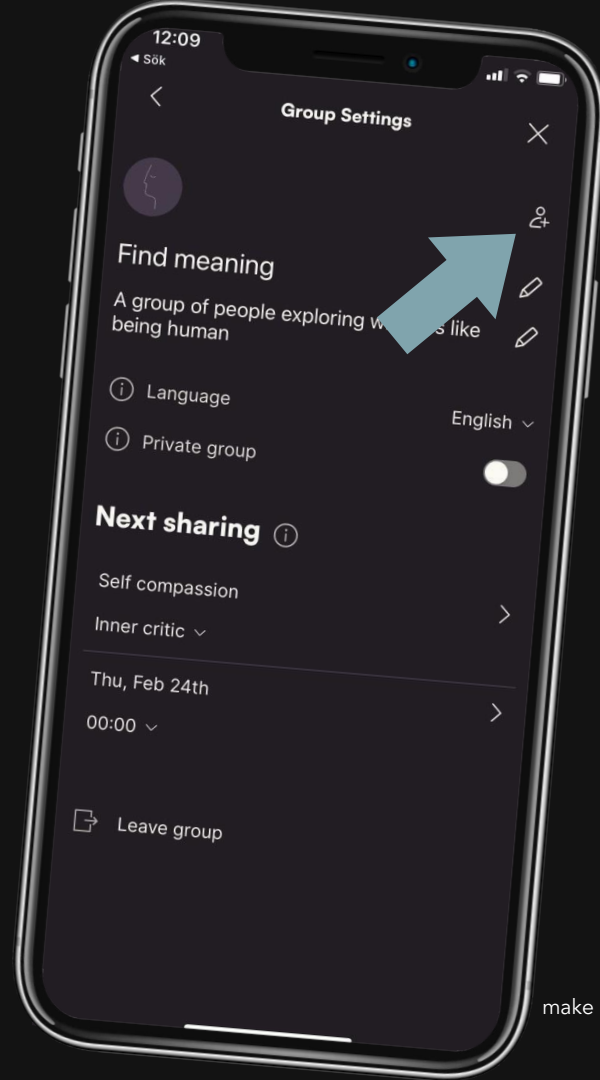 12:09
Sök
Group Settings
Find meaning
A group of people exploring like
being human
Language
English
Private group
Next sharing
Self compassion
Inner critic
Thu, Feb 24th
00:00
Leave group
make